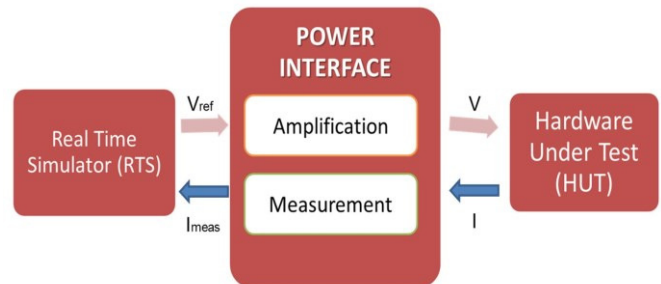 POWER
INTERFACE
Real Time
Simulator (RTS)
Vref
Imeas
Amplification
Measurement
V
I
Hardware
Under Test
(HUT)